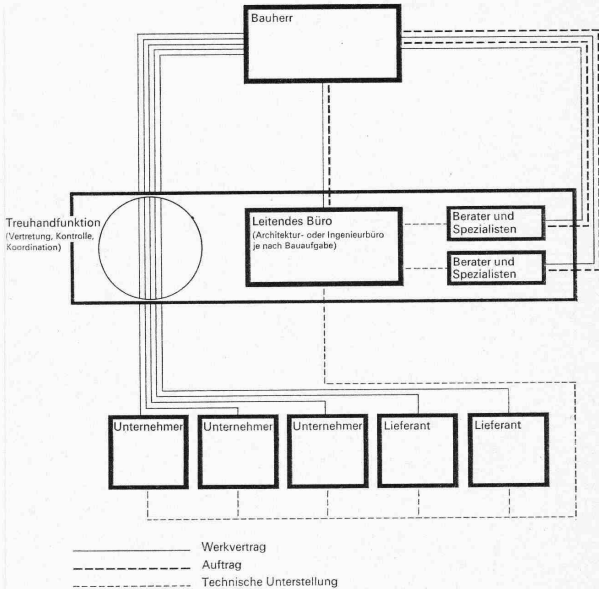 Bauherr
Treuhandfunktion
(Vertretung, Kontrolle,
Koordination)
Leitendes Büro
(Architektur- oder Ingenieurbüro
je nach Bauaufgabe)
Berater und
Spezialisten
Berater und
Spezialisten
Unternehmer
Unternehmer
Unternehmer
Lieferant
Lieferant
Werkvertrag
Auftrag
Technische Unterstellung